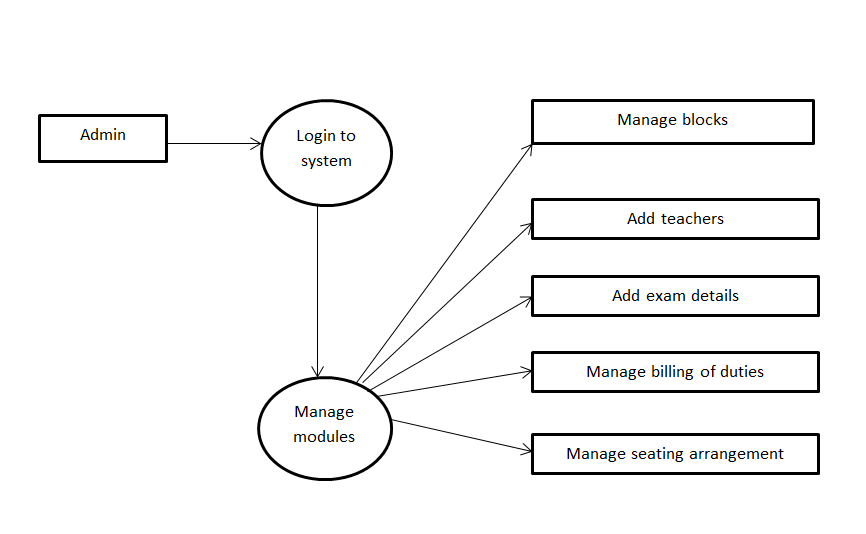 Admin
Login to
system
Manage
modules
Manage blocks
Add teachers
Add exam details
Manage billing of duties
Manage seating arrangement